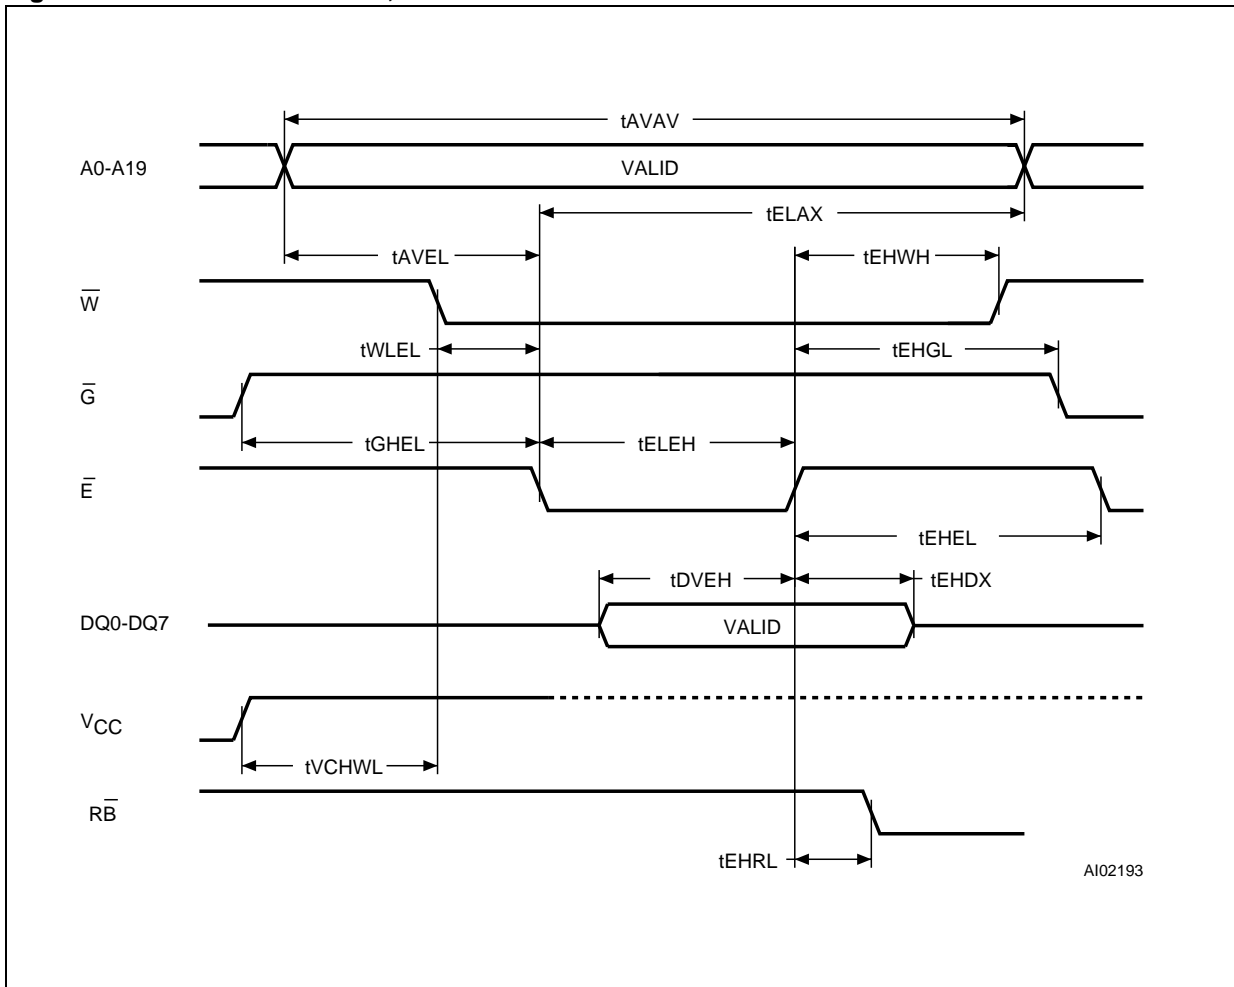 tAVAV
A0-A19
VALID
tELAX
tAVEL
tEHWH
W̅
tWLEL
tEHGL
G̅
tGHEL
tELEH
E̅
tEHEL
tDVEH
tEHDX
DQ0-DQ7
VALID
VCC
tVCHWL
RB̅
tEHRL
AI02193